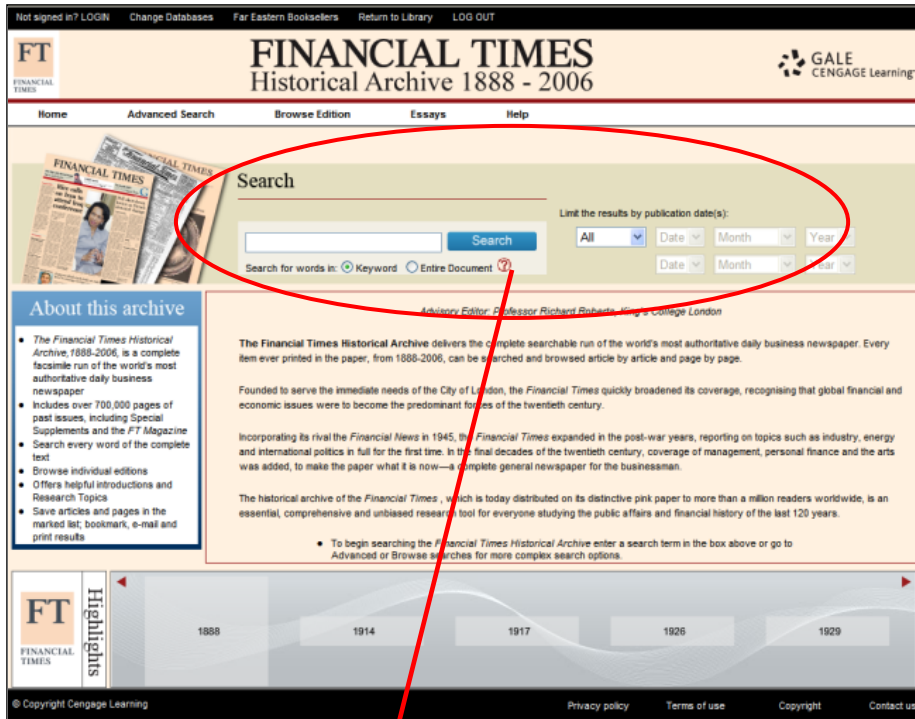 Not signed in? LOGIN Change Databases Far Eastern Booksellers Return to Library LOG OUT
FT
FINANCIAL
TIMES
FINANCIAL TIMES
Historical Archive 1888 - 2006
GALE
CENGAGE Learning
Home Advanced Search Browse Edition Essays Help
FINANCIAL TIMES
FINANCIAL TIMES
Rice calls on Iran to attend Iraq conference
Search
Search
Search for words in: Keyword Entire Document ?
Limit the results by publication date(s):
All Date Month Year
Date Month Year
About this archive
• The Financial Times Historical
Archive,1888-2006, is a complete
facsimile run of the world's most
authoritative daily business
newspaper
• Includes over 700,000 pages of
past issues, including Special
Supplements and the FT Magazine
• Search every word of the complete
text
• Browse individual editions
• Offers helpful introductions and
Research Topics
• Save articles and pages in the
marked list; bookmark, e-mail and
print results
Advisory Editor: Professor Richard Roberts, King's College London
The Financial Times Historical Archive delivers the complete searchable run of the world's most authoritative daily business newspaper. Every
item ever printed in the paper, from 1888-2006, can be searched and browsed article by article and page by page.
Founded to serve the immediate needs of the City of London, the Financial Times quickly broadened its coverage, recognising that global financial and
economic issues were to become the predominant forces of the twentieth century.
Incorporating its rival the Financial News in 1945, the Financial Times expanded in the post-war years, reporting on topics such as industry, energy
and international politics in full for the first time. In the final decades of the twentieth century, coverage of management, personal finance and the arts
was added, to make the paper what it is now—a complete general newspaper for the businessman.
The historical archive of the Financial Times , which is today distributed on its distinctive pink paper to more than a million readers worldwide, is an
essential, comprehensive and unbiased research tool for everyone studying the public affairs and financial history of the last 120 years.
• To begin searching the Financial Times Historical Archive enter a search term in the box above or go to
Advanced or Browse searches for more complex search options.
FT
FINANCIAL
TIMES
Highlights
1888 1914 1917 1926 1929
© Copyright Cengage Learning Privacy policy Terms of use Copyright Contact us